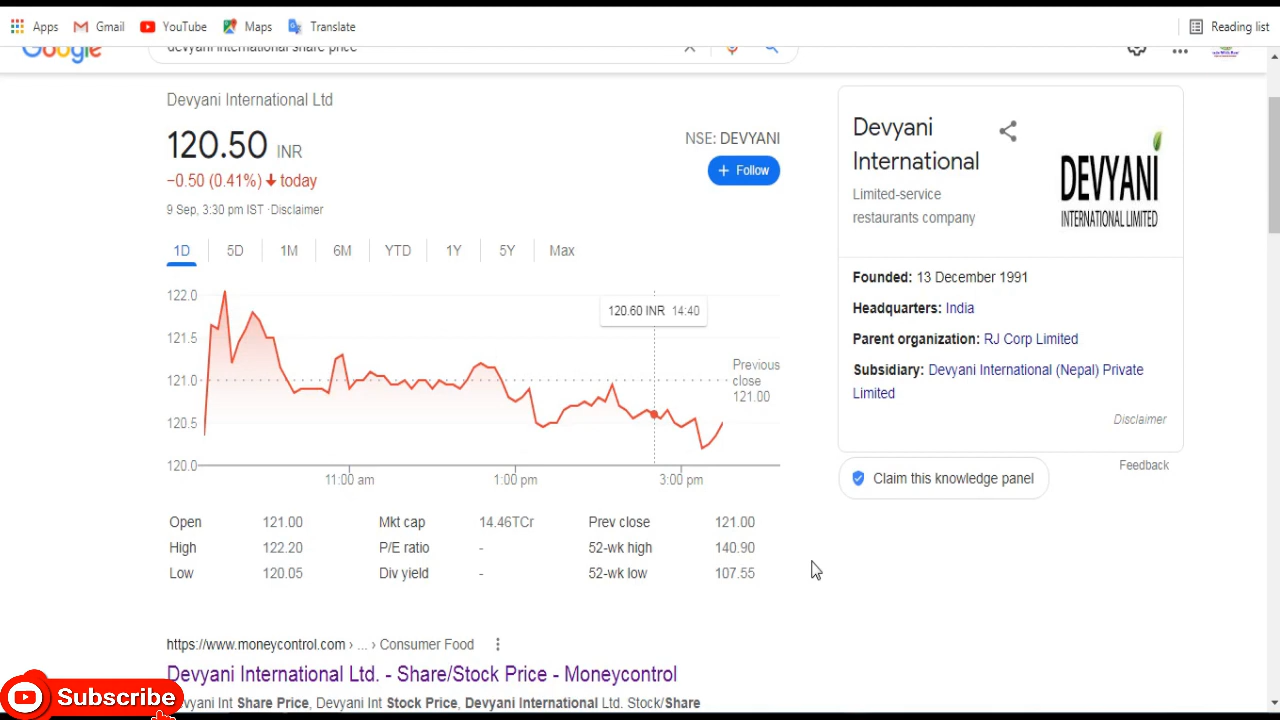 Apps Gmail YouTube Maps Translate Reading list
Google devyani international share price
Devyani International Ltd
120.50 INR
−0.50 (0.41%) today
9 Sep, 3:30 pm IST · Disclaimer
NSE: DEVYANI
+ Follow
1D 5D 1M 6M YTD 1Y 5Y Max
122.0
121.5
121.0
120.5
120.0
120.60 INR 14:40
Previous
close
121.00
11:00 am 1:00 pm 3:00 pm
Open 121.00 Mkt cap 14.46TCr Prev close 121.00
High 122.20 P/E ratio - 52-wk high 140.90
Low 120.05 Div yield - 52-wk low 107.55
Devyani
International
Limited-service
restaurants company
DEVYANI
INTERNATIONAL LIMITED
Founded: 13 December 1991
Headquarters: India
Parent organization: RJ Corp Limited
Subsidiary: Devyani International (Nepal) Private
Limited
Disclaimer
Feedback
Claim this knowledge panel
https://www.moneycontrol.com › ... › Consumer Food
Devyani International Ltd. - Share/Stock Price - Moneycontrol
Subscribe
evyani Int Share Price, Devyani Int Stock Price, Devyani International Ltd. Stock/Share